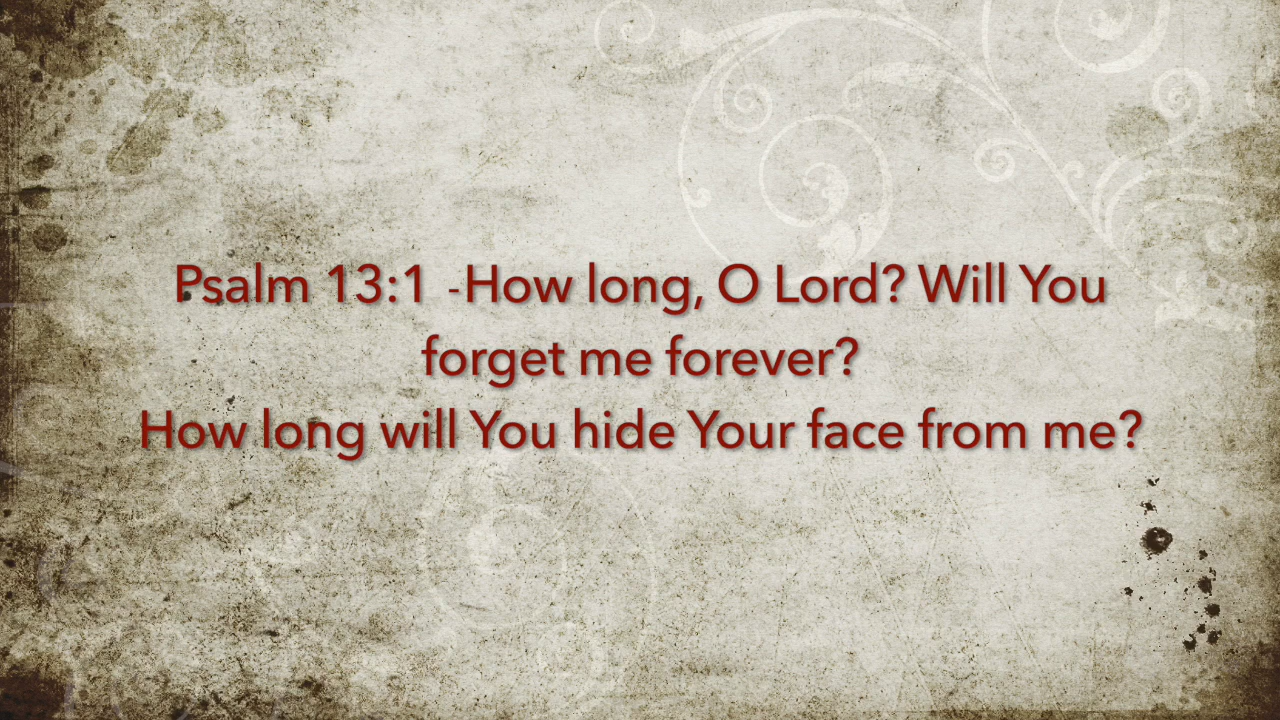 Psalm 13:1 -How long, O Lord? Will You
forget me forever?
How long will You hide Your face from me?